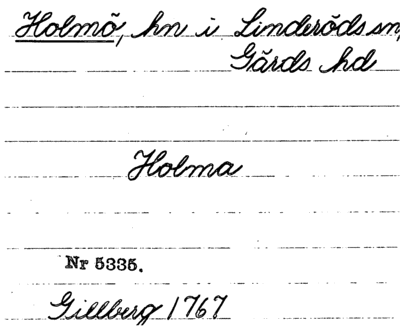 Holmö, hn i Linderöds sn,
Gärds hd
Holma
Nr 5335.
Gillberg 1767